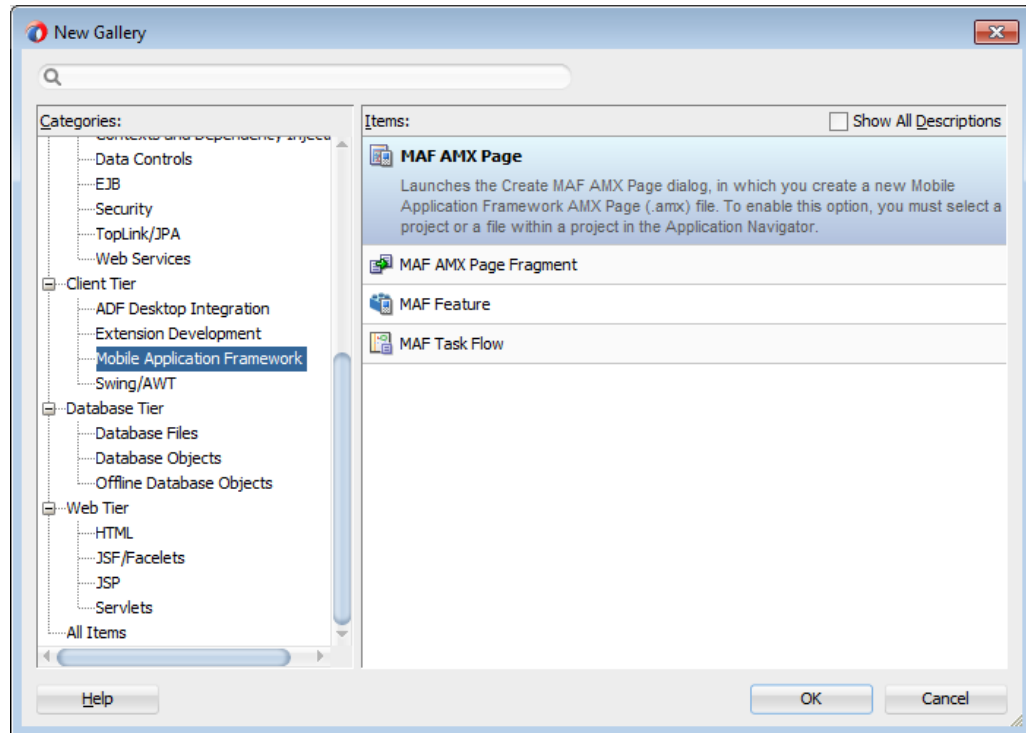 New Gallery
Categories:
Data Controls
EJB
Security
TopLink/JPA
Web Services
Client Tier
ADF Desktop Integration
Extension Development
Mobile Application Framework
Swing/AWT
Database Tier
Database Files
Database Objects
Offline Database Objects
Web Tier
HTML
JSF/Facelets
JSP
Servlets
All Items
Items:
Show All Descriptions
MAF AMX Page
Launches the Create MAF AMX Page dialog, in which you create a new Mobile
Application Framework AMX Page (.amx) file. To enable this option, you must select a
project or a file within a project in the Application Navigator.
MAF AMX Page Fragment
MAF Feature
MAF Task Flow
Help
OK
Cancel